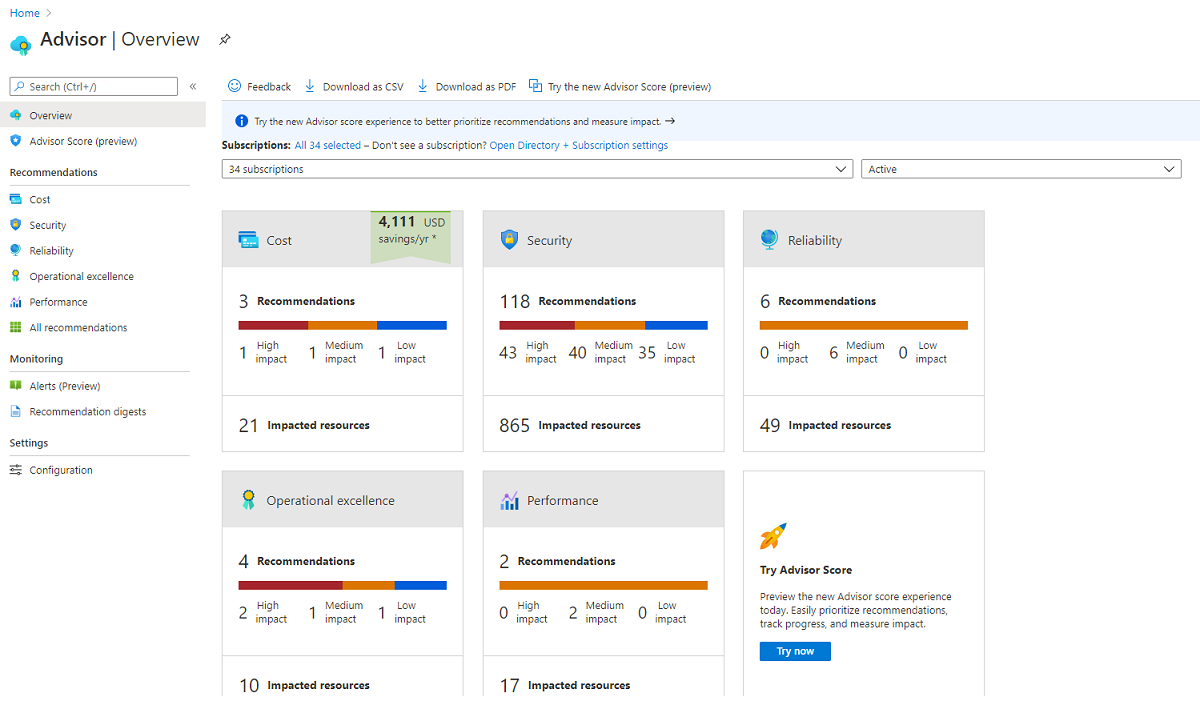 Home >
Advisor | Overview
Search (Ctrl+/) «
Overview
Advisor Score (preview)
Recommendations
Cost
Security
Reliability
Operational excellence
Performance
All recommendations
Monitoring
Alerts (Preview)
Recommendation digests
Settings
Configuration
Feedback Download as CSV Download as PDF Try the new Advisor Score (preview)
Try the new Advisor score experience to better prioritize recommendations and measure impact. →
Subscriptions: All 34 selected – Don't see a subscription? Open Directory + Subscription settings
34 subscriptions Active
Cost
4,111 USD
savings/yr *
3 Recommendations
1 High impact 1 Medium impact 1 Low impact
21 Impacted resources
Security
118 Recommendations
43 High impact 40 Medium impact 35 Low impact
865 Impacted resources
Reliability
6 Recommendations
0 High impact 6 Medium impact 0 Low impact
49 Impacted resources
Operational excellence
4 Recommendations
2 High impact 1 Medium impact 1 Low impact
10 Impacted resources
Performance
2 Recommendations
0 High impact 2 Medium impact 0 Low impact
17 Impacted resources
Try Advisor Score
Preview the new Advisor score experience
today. Easily prioritize recommendations,
track progress, and measure impact.
Try now